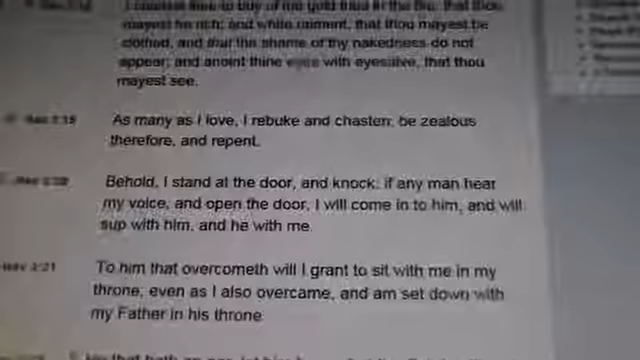 mayest be rich; and white raiment, that thou mayest be
clothed, and that the shame of thy nakedness do not
appear; and anoint thine eyes with eyesalve, that thou
mayest see.
As many as I love, I rebuke and chasten: be zealous
therefore, and repent.
Behold, I stand at the door, and knock: if any man hear
my voice, and open the door, I will come in to him, and will
sup with him, and he with me.
Rev 3:21 To him that overcometh will I grant to sit with me in my
throne, even as I also overcame, and am set down with
my Father in his throne.